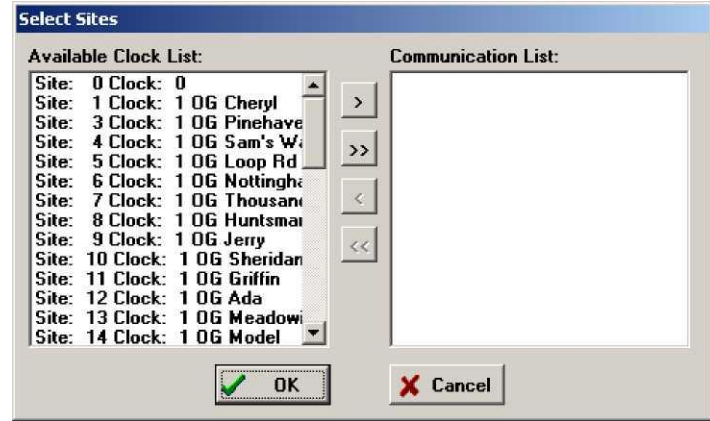 Select Sites
Available Clock List:
Communication List:
Site: 0 Clock: 0
Site: 1 Clock: 1 OG Cheryl
Site: 3 Clock: 1 OG Pinehave
Site: 4 Clock: 1 OG Sam's Wa
Site: 5 Clock: 1 OG Loop Rd
Site: 6 Clock: 1 OG Nottingha
Site: 7 Clock: 1 OG Thousand
Site: 8 Clock: 1 OG Huntsman
Site: 9 Clock: 1 OG Jerry
Site: 10 Clock: 1 OG Sheridan
Site: 11 Clock: 1 OG Griffin
Site: 12 Clock: 1 OG Ada
Site: 13 Clock: 1 OG Meadowi
Site: 14 Clock: 1 OG Model
>
>>
<
<<
OK
Cancel